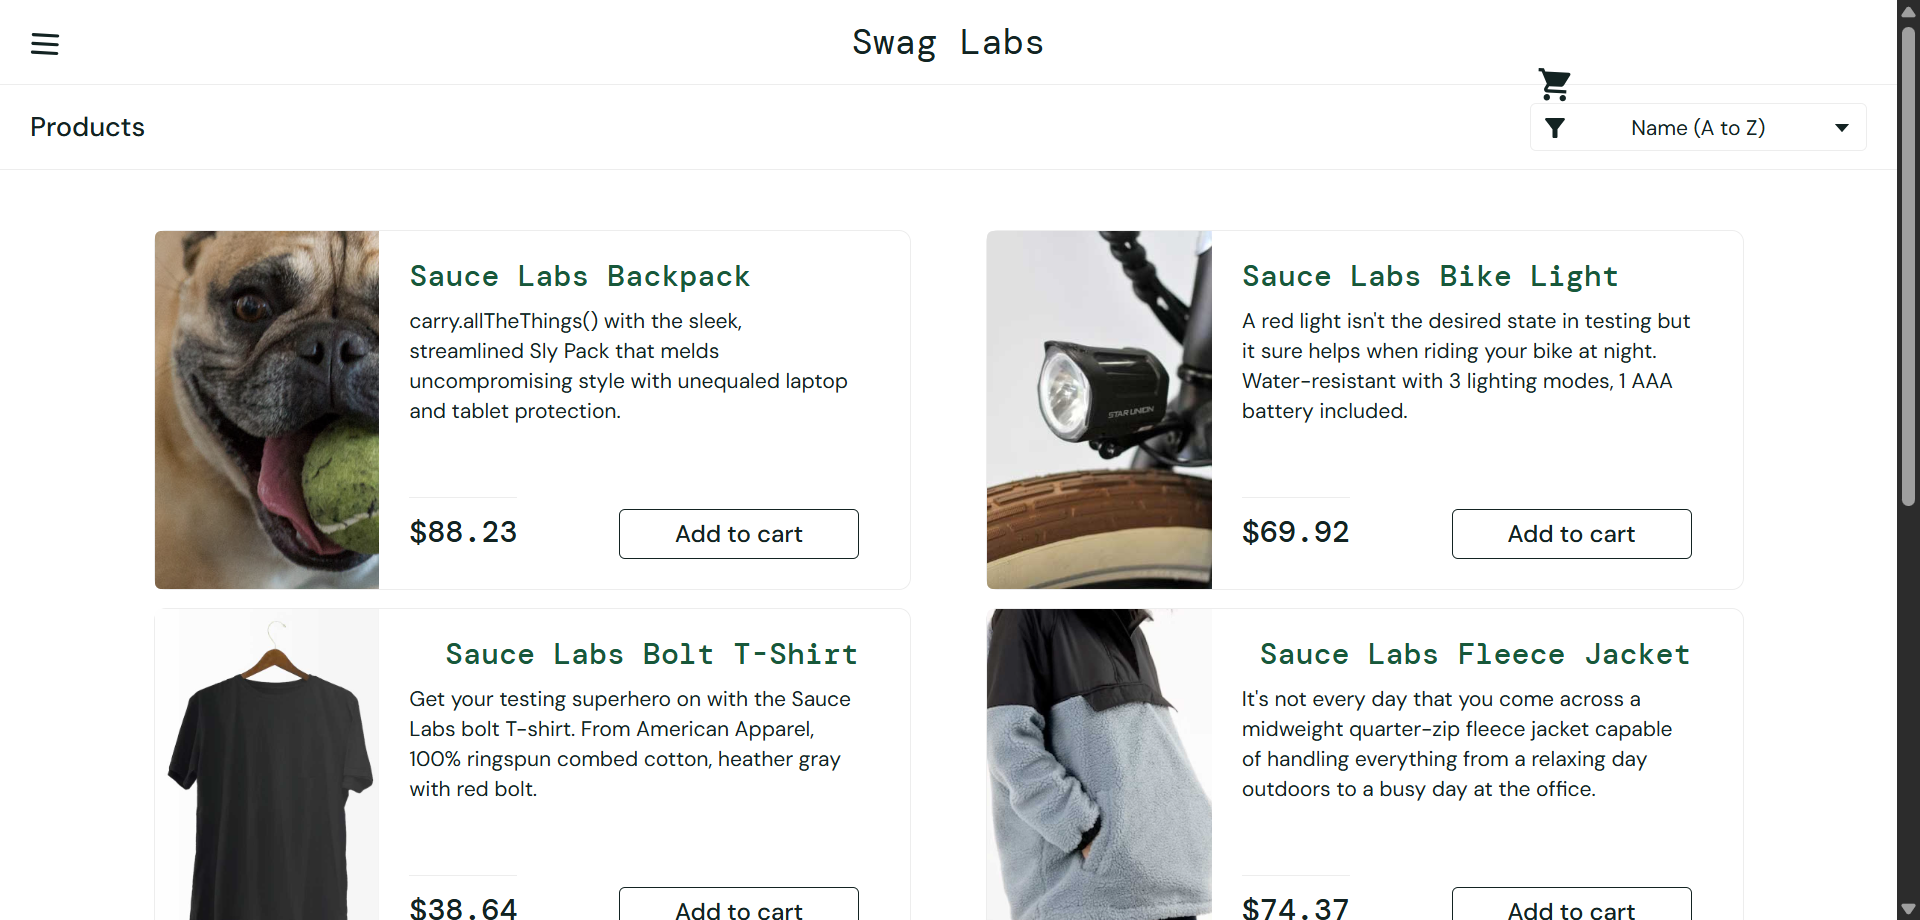 Swag Labs
Products
Name (A to Z)
Sauce Labs Backpack
carry.allTheThings() with the sleek,
streamlined Sly Pack that melds
uncompromising style with unequaled laptop
and tablet protection.
$88.23
Add to cart
Sauce Labs Bike Light
A red light isn't the desired state in testing but
it sure helps when riding your bike at night.
Water-resistant with 3 lighting modes, 1 AAA
battery included.
STAR UNION
$69.92
Add to cart
Sauce Labs Bolt T-Shirt
Get your testing superhero on with the Sauce
Labs bolt T-shirt. From American Apparel,
100% ringspun combed cotton, heather gray
with red bolt.
$38.64
Add to cart
Sauce Labs Fleece Jacket
It's not every day that you come across a
midweight quarter-zip fleece jacket capable
of handling everything from a relaxing day
outdoors to a busy day at the office.
$74.37
Add to cart